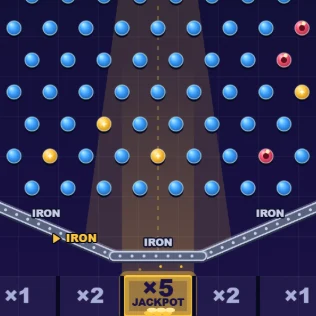 IRON IRON
IRON
IRON
×1 ×2 ×5 ×2 ×1
JACKPOT